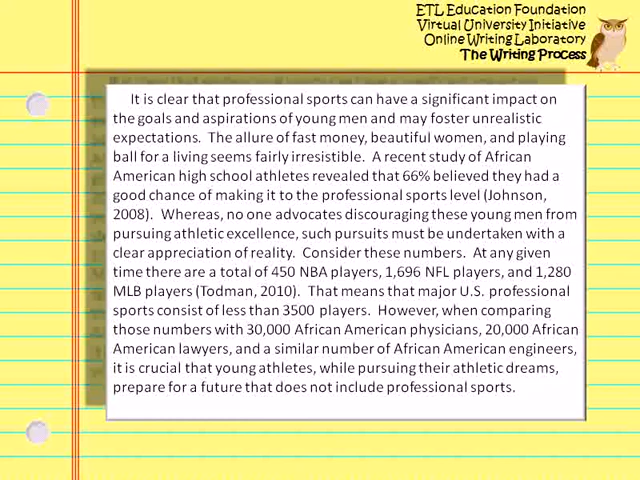 ETL Education Foundation
Virtual University Initiative
Online Writing Laboratory
The Writing Process
It is clear that professional sports can have a significant impact on
the goals and aspirations of young men and may foster unrealistic
expectations.  The allure of fast money, beautiful women, and playing
ball for a living seems fairly irresistible.  A recent study of African
American high school athletes revealed that 66% believed they had a
good chance of making it to the professional sports level (Johnson,
2008).  Whereas, no one advocates discouraging these young men from
pursuing athletic excellence, such pursuits must be undertaken with a
clear appreciation of reality.  Consider these numbers.  At any given
time there are a total of 450 NBA players, 1,696 NFL players, and 1,280
MLB players (Todman, 2010).  That means that major U.S. professional
sports consist of less than 3500 players.  However, when comparing
those numbers with 30,000 African American physicians, 20,000 African
American lawyers, and a similar number of African American engineers,
it is crucial that young athletes, while pursuing their athletic dreams,
prepare for a future that does not include professional sports.